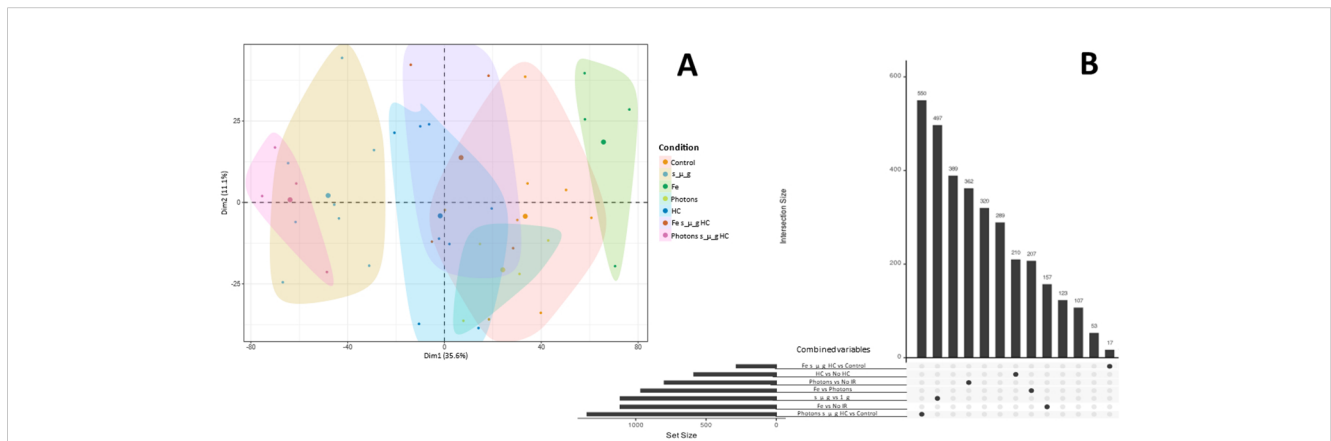 A
B
25
0
-25
-80
-40
0
40
80
Dim2 (11.1%)
Dim1 (35.6%)
Condition
Control
s_μ_g
Fe
Photons
HC
Fe s_μ_g HC
Photons s_μ_g HC
Intersection Size
600
400
200
0
550
497
389
362
320
289
210
207
157
123
107
53
17
Combined variables
Fe s_μ_g HC vs Control
HC vs No HC
Photons vs No IR
Fe vs Photons
s_μ_g vs 1_g
Fe vs No IR
Photons s_μ_g HC vs Control
1000
500
0
Set Size